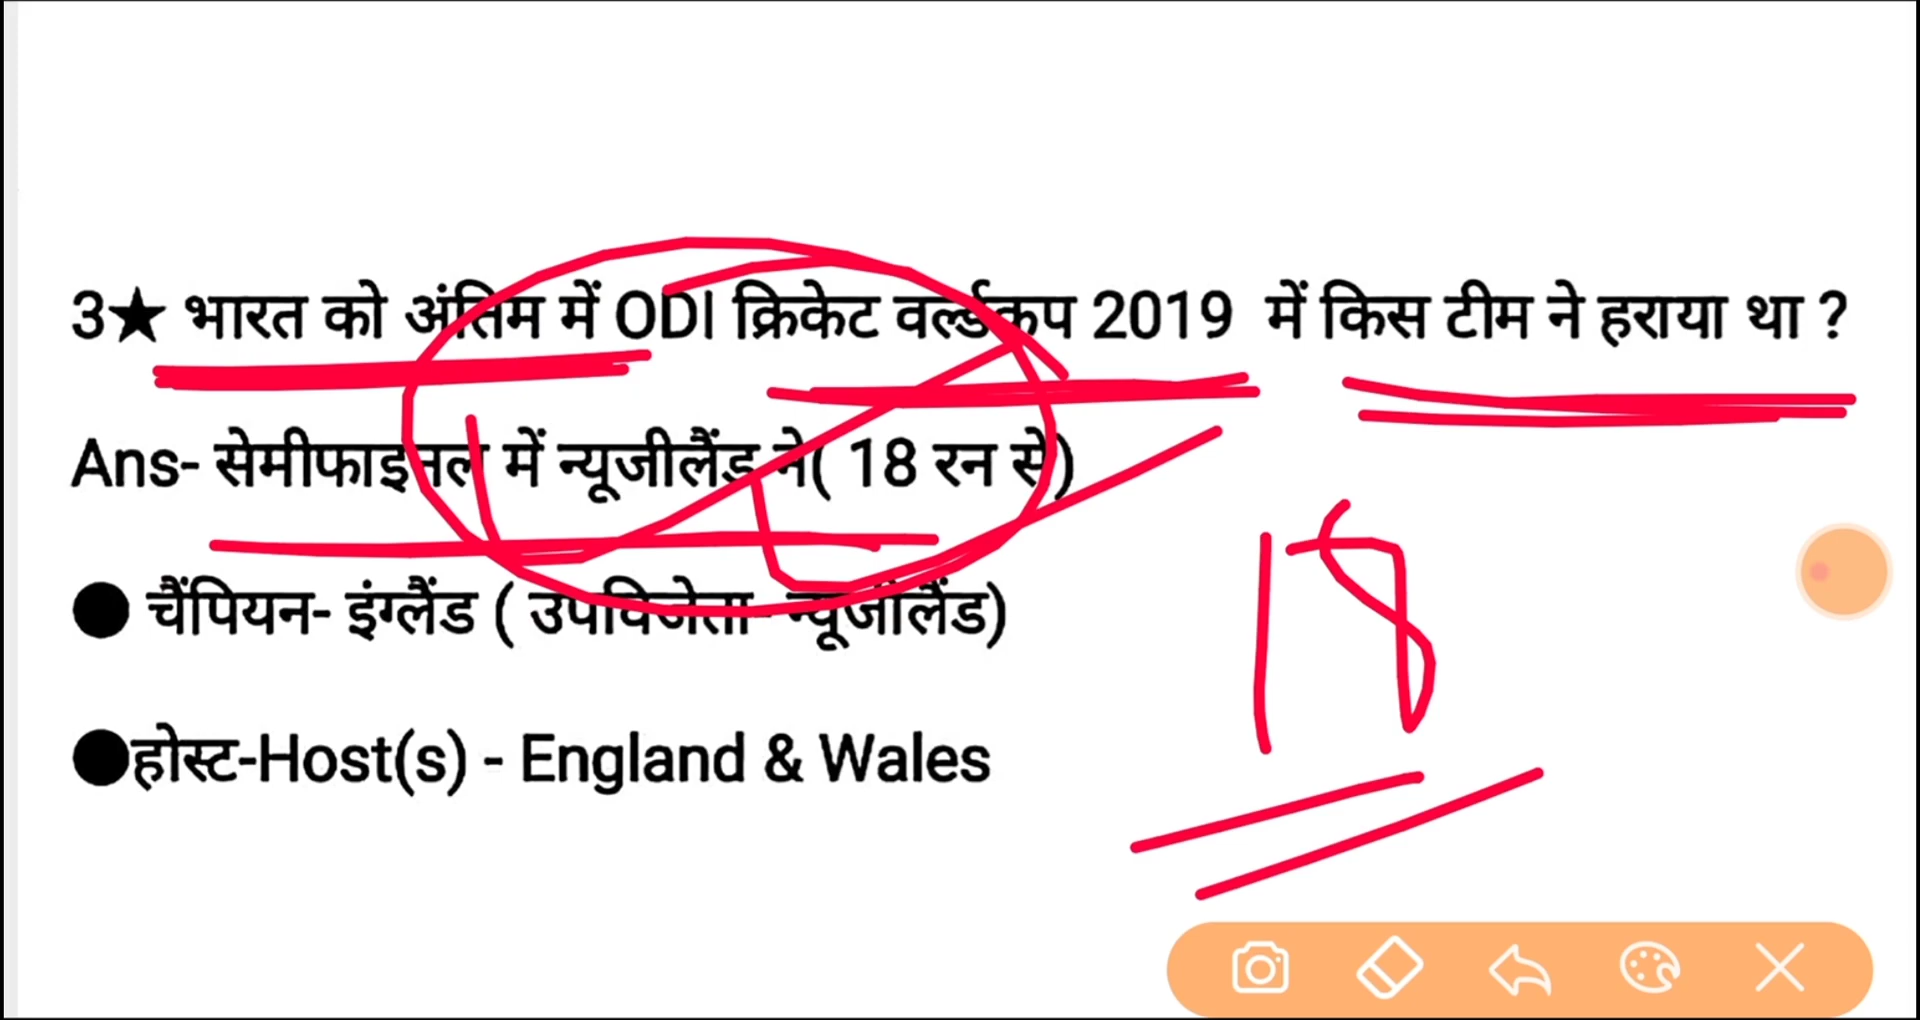 3★ भारत को अंतिम में ODI क्रिकेट वर्ल्डकप 2019 में किस टीम ने हराया था ?
Ans- सेमीफाइनल में न्यूजीलैंड ने( 18 रन से)
● चैंपियन- इंग्लैंड ( उपविजेता- न्यूजीलैंड)
●होस्ट-Host(s) - England & Wales
18